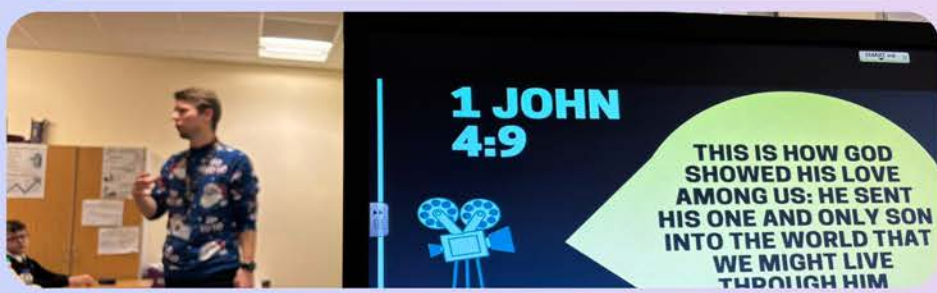 1 JOHN
4:9
THIS IS HOW GOD
SHOWED HIS LOVE
AMONG US: HE SENT
HIS ONE AND ONLY SON
INTO THE WORLD THAT
WE MIGHT LIVE
THROUGH HIM